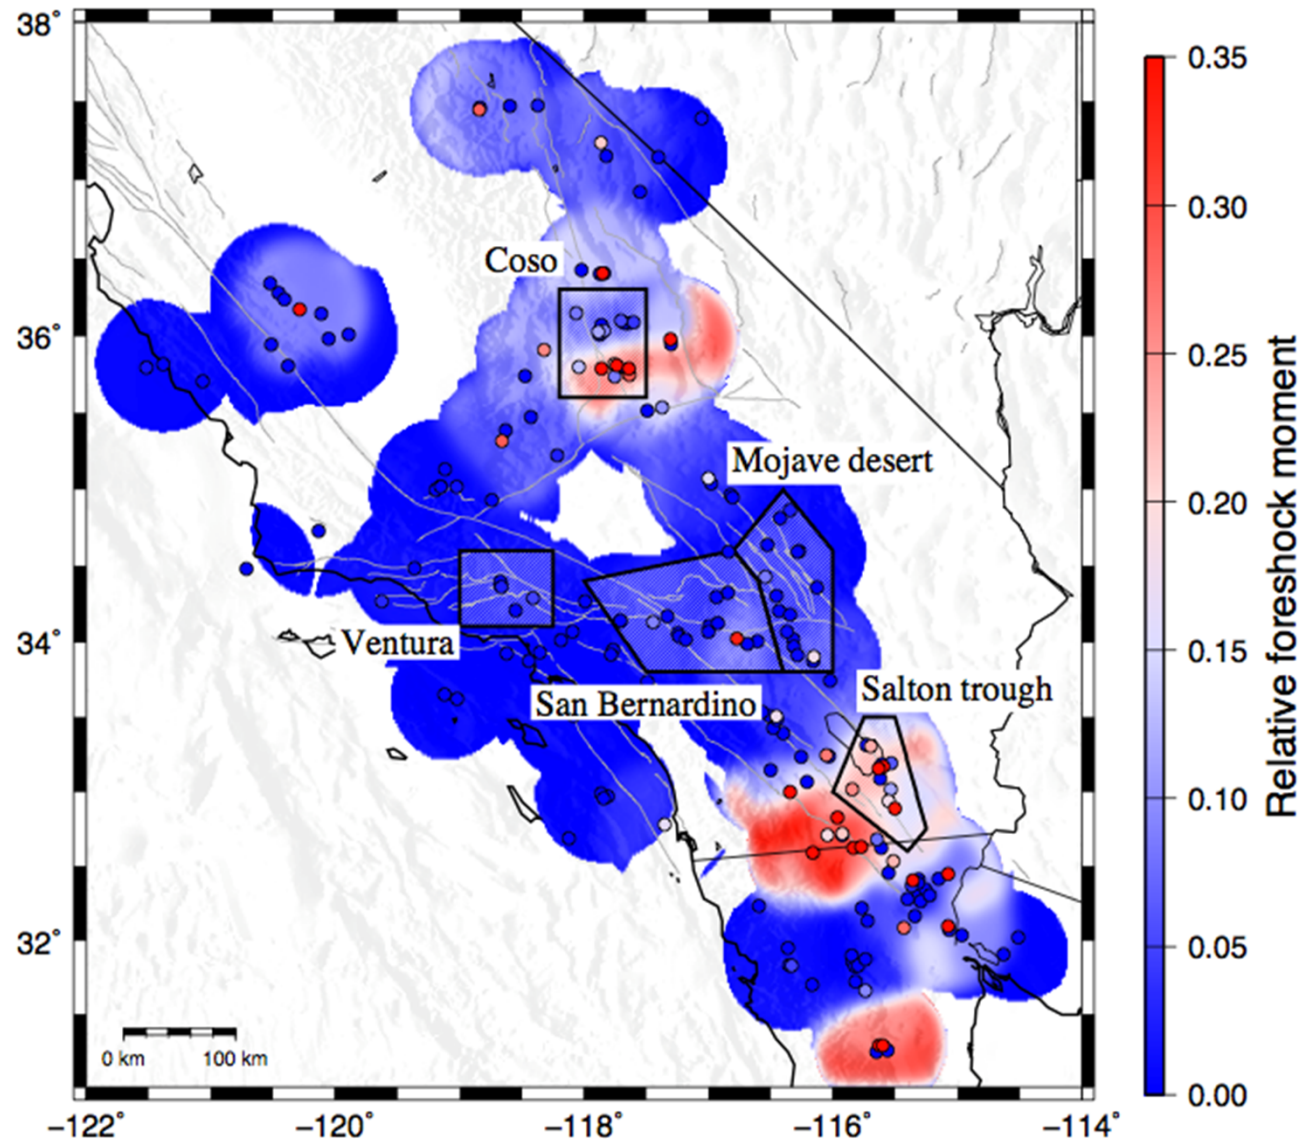 38°
36°
34°
32°
Coso
Mojave desert
Ventura
San Bernardino
Salton trough
0 km 100 km
−122° −120° −118° −116° −114°
0.35
0.30
0.25
0.20
0.15
0.10
0.05
0.00
Relative foreshock moment